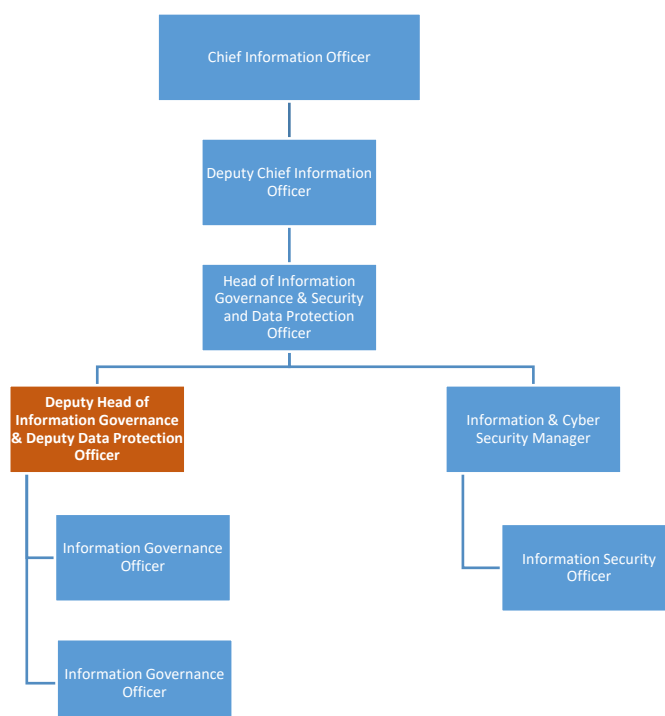 Chief Information Officer
Deputy Chief Information
Officer
Head of Information
Governance & Security
and Data Protection
Officer
Deputy Head of
Information Governance
& Deputy Data Protection
Officer
Information & Cyber
Security Manager
Information Governance
Officer
Information Security
Officer
Information Governance
Officer